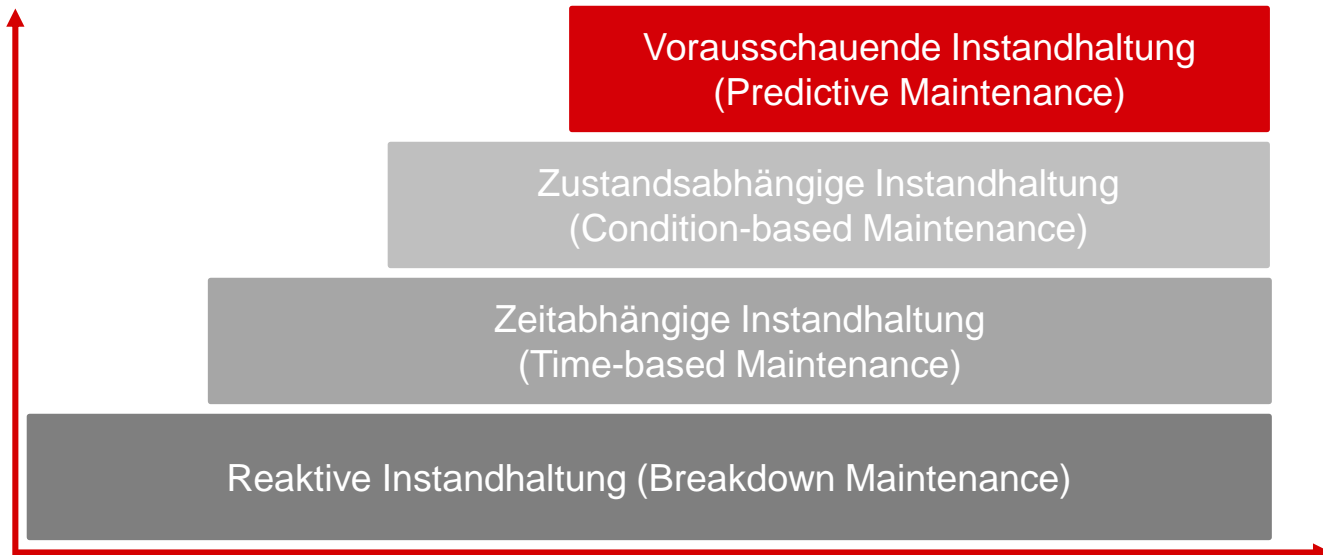 Vorausschauende Instandhaltung
(Predictive Maintenance)
Zustandsabhängige Instandhaltung
(Condition-based Maintenance)
Zeitabhängige Instandhaltung
(Time-based Maintenance)
Reaktive Instandhaltung (Breakdown Maintenance)